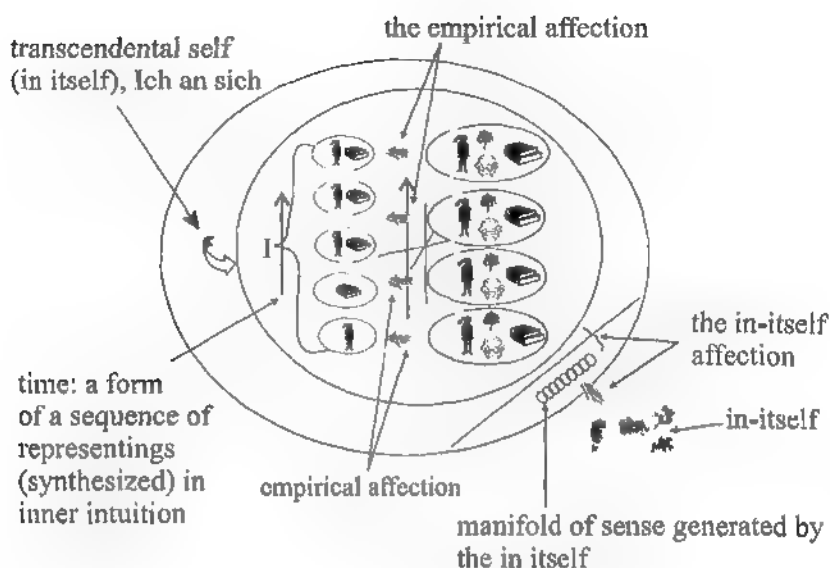 the empirical affection
transcendental self
(in itself), Ich an sich
I
the in-itself
affection
in-itself
time: a form
of a sequence of
representings
(synthesized) in
inner intuition
empirical affection
manifold of sense generated by
the in itself